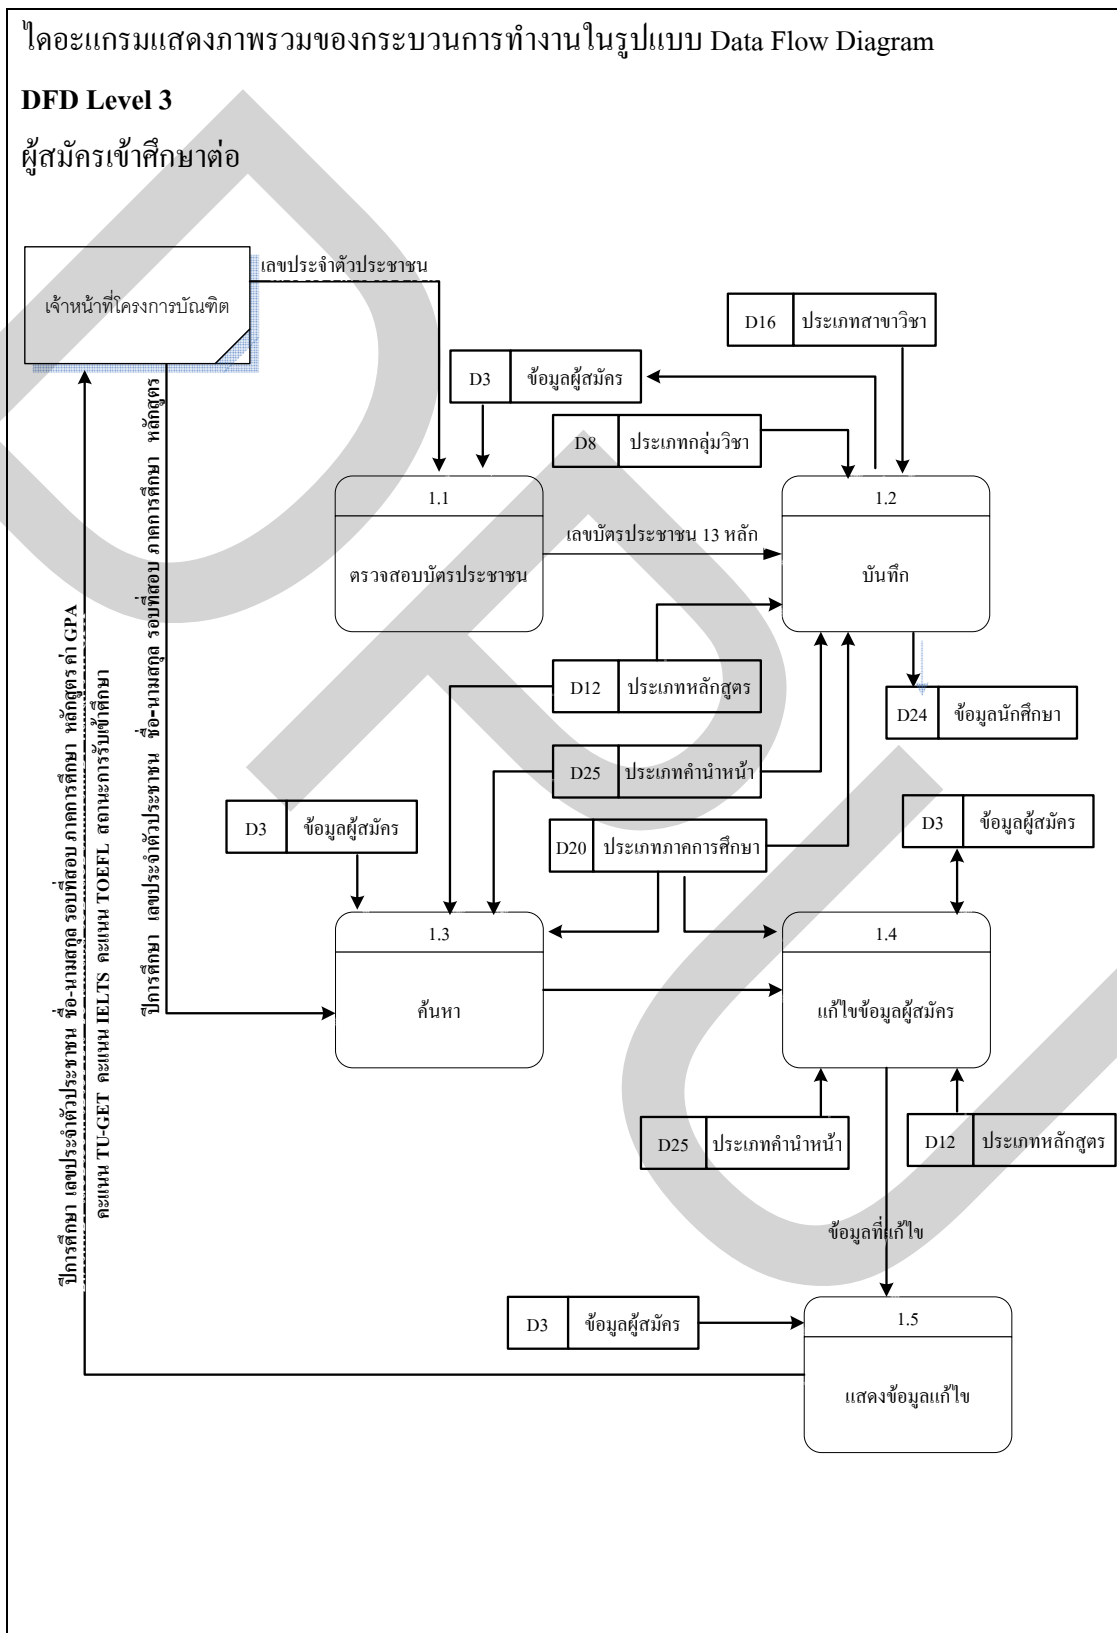 ไดอะแกรมแสดงภาพรวมของกระบวนการทำงานในรูปแบบ Data Flow Diagram
DFD Level 3
ผู้สมัครเข้าศึกษาต่อ
เจ้าหน้าที่โครงการบัณฑิต
เลขประจำตัวประชาชน
D16 ประเภทสาขาวิชา
D3 ข้อมูลผู้สมัคร
D8 ประเภทกลุ่มวิชา
1.1
ตรวจสอบบัตรประชาชน
เลขบัตรประชาชน 13 หลัก
1.2
บันทึก
ปีการศึกษา เลขประจำตัวประชาชน ชื่อ-นามสกุล รอบที่สอบ ภาคการศึกษา หลักสูตร
ปีการศึกษา เลขประจำตัวประชาชน ชื่อ-นามสกุล รอบที่สอบ ภาคการศึกษา หลักสูตร ค่า GPA
คะแนน TU-GET คะแนน IELTS คะแนน TOEFL สถานะการรับเข้าศึกษา
D12 ประเภทหลักสูตร
D24 ข้อมูลนักศึกษา
D25 ประเภทคำนำหน้า
D3 ข้อมูลผู้สมัคร
D20 ประเภทภาคการศึกษา
D3 ข้อมูลผู้สมัคร
1.3
ค้นหา
1.4
แก้ไขข้อมูลผู้สมัคร
D25 ประเภทคำนำหน้า
D12 ประเภทหลักสูตร
ข้อมูลที่แก้ไข
D3 ข้อมูลผู้สมัคร
1.5
แสดงข้อมูลแก้ไข
DPU